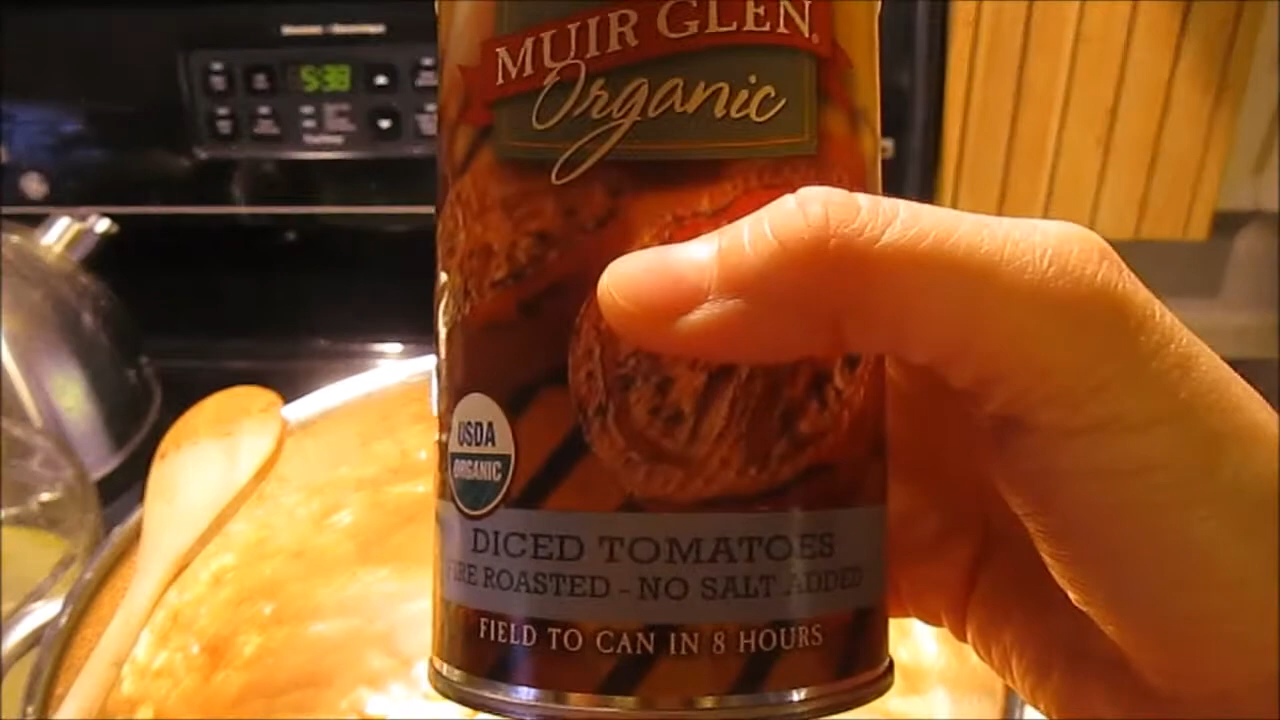 5:38
MUIR GLEN®
Organic
USDA
ORGANIC
DICED TOMATOES
FIRE ROASTED - NO SALT ADDED
FIELD TO CAN IN 8 HOURS